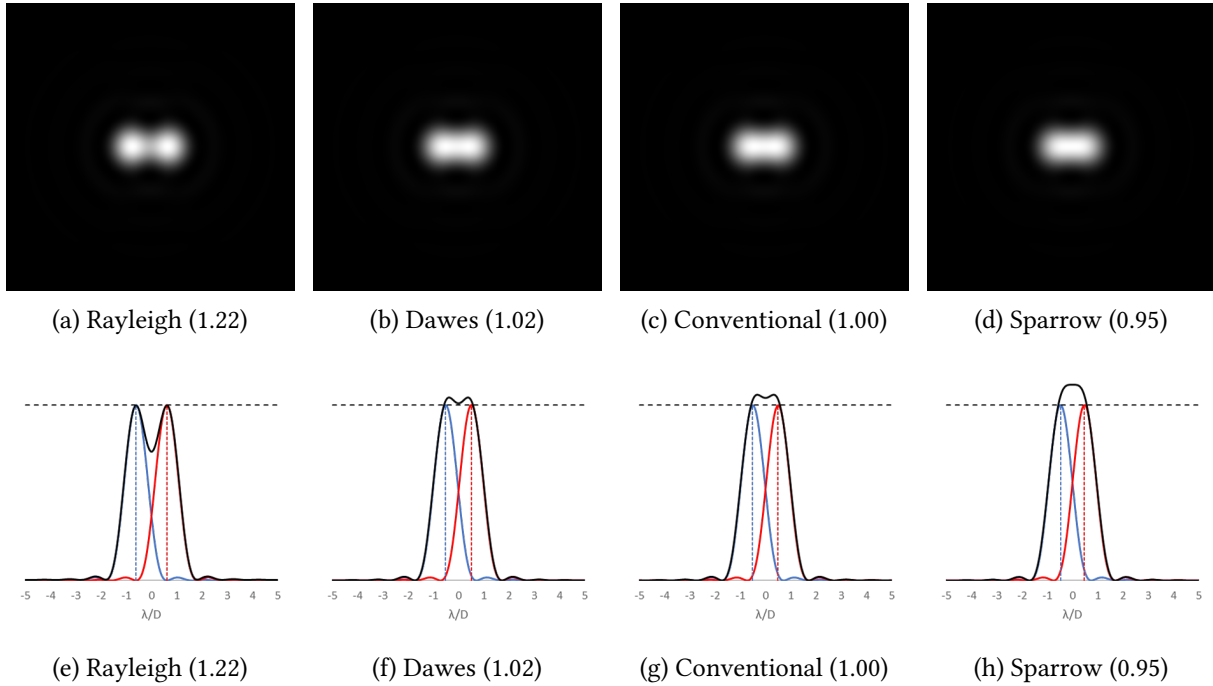 (a) Rayleigh (1.22)
(b) Dawes (1.02)
(c) Conventional (1.00)
(d) Sparrow (0.95)
-5 -4 -3 -2 -1 0 1 2 3 4 5
λ/D
-5 -4 -3 -2 -1 0 1 2 3 4 5
λ/D
-5 -4 -3 -2 -1 0 1 2 3 4 5
λ/D
-5 -4 -3 -2 -1 0 1 2 3 4 5
λ/D
(e) Rayleigh (1.22)
(f) Dawes (1.02)
(g) Conventional (1.00)
(h) Sparrow (0.95)